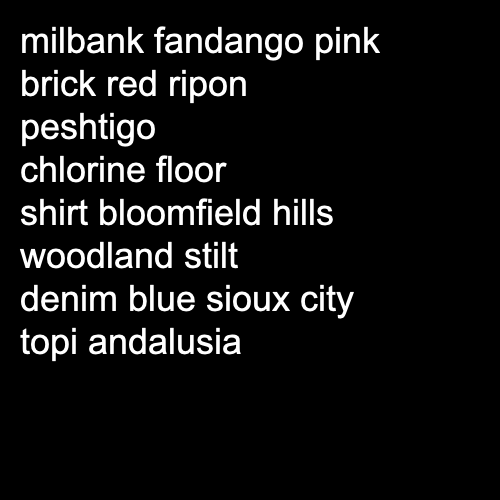 milbank fandango pink
brick red ripon
peshtigo
chlorine floor
shirt bloomfield hills
woodland stilt
denim blue sioux city
topi andalusia